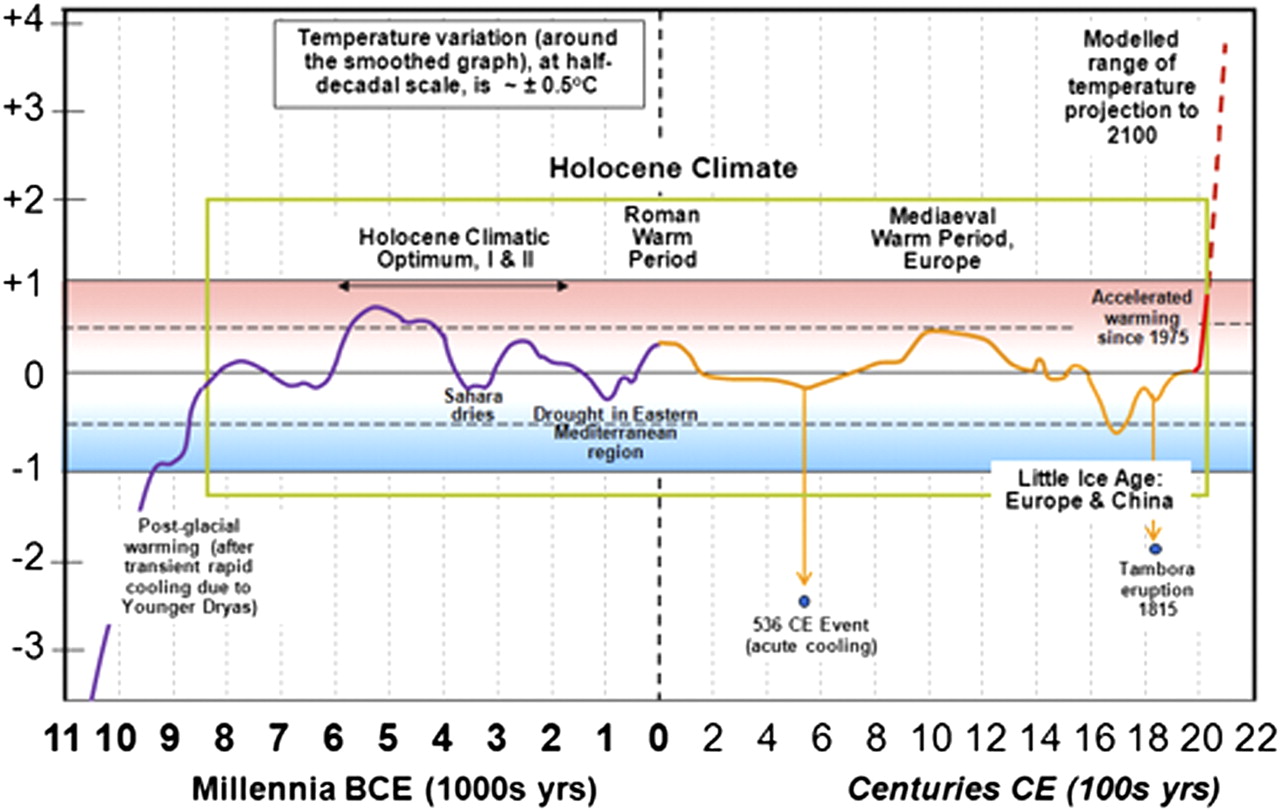 +4
+3
+2
+1
0
-1
-2
-3
Temperature variation (around
the smoothed graph), at half-
decadal scale, is ~ ± 0.5°C
Modelled
range of
temperature
projection to
2100
Holocene Climate
Holocene Climatic
Optimum, I & II
Roman
Warm
Period
Mediaeval
Warm Period,
Europe
Accelerated
warming
since 1975
Sahara
dries
Drought in Eastern
Mediterranean
region
Little Ice Age:
Europe & China
Post-glacial
warming (after
transient rapid
cooling due to
Younger Dryas)
536 CE Event
(acute cooling)
Tambora
eruption
1815
11 10 9 8 7 6 5 4 3 2 1 0 2 4 6 8 10 12 14 16 18 20 22
Millennia BCE (1000s yrs)
Centuries CE (100s yrs)